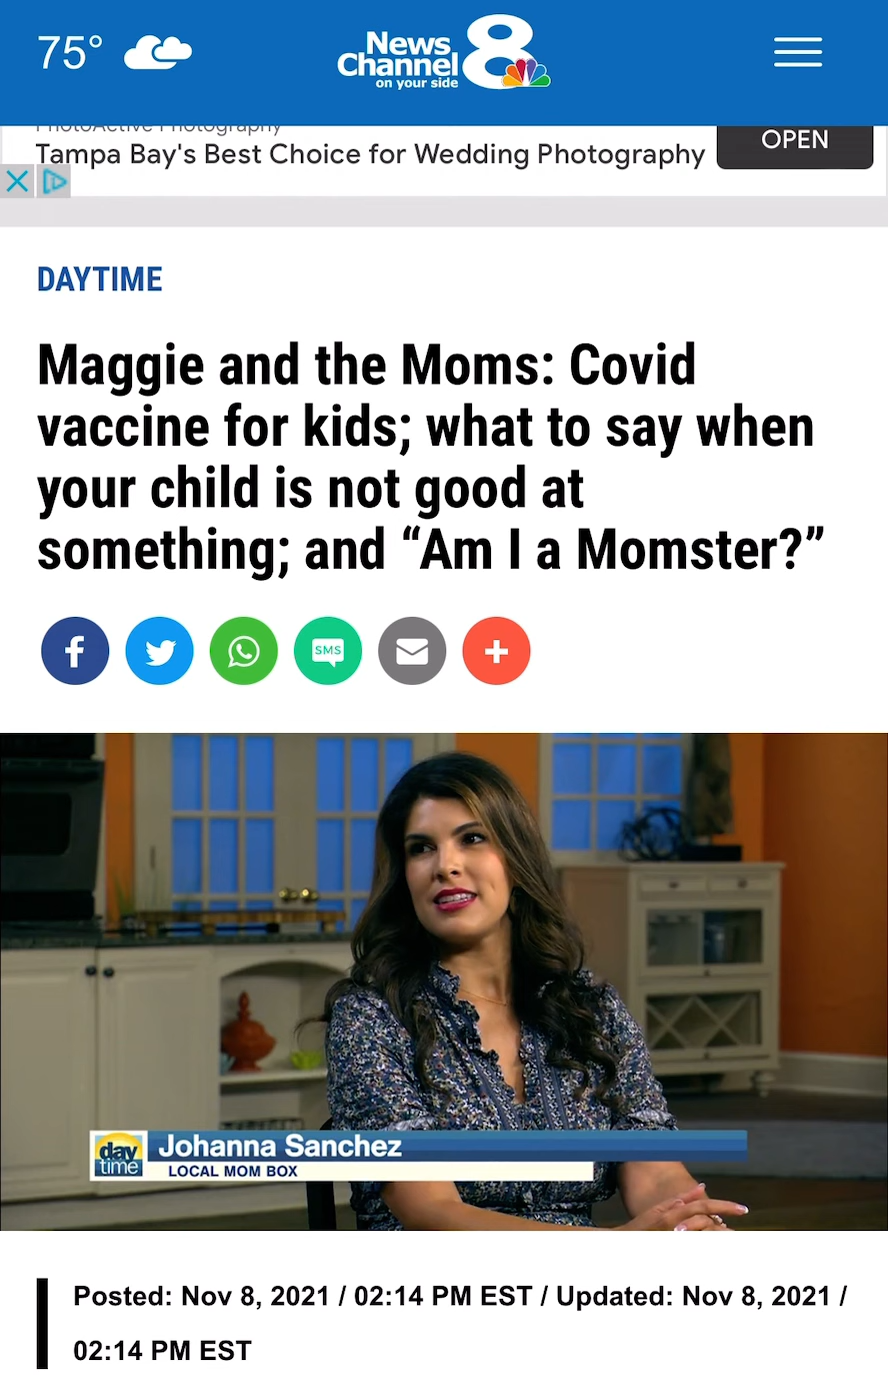 75°
News
Channel 8
on your side
PhotoActive Photography
Tampa Bay's Best Choice for Wedding Photography
OPEN
DAYTIME
Maggie and the Moms: Covid
vaccine for kids; what to say when
your child is not good at
something; and “Am I a Momster?”
SMS
day
time
Johanna Sanchez
LOCAL MOM BOX
Posted: Nov 8, 2021 / 02:14 PM EST / Updated: Nov 8, 2021 /
02:14 PM EST